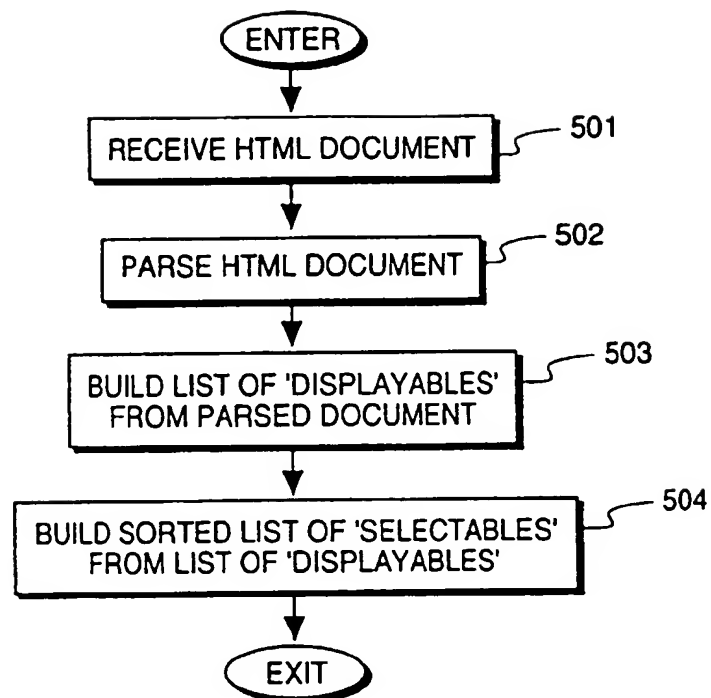 ENTER
RECEIVE HTML DOCUMENT
501
PARSE HTML DOCUMENT
502
BUILD LIST OF 'DISPLAYABLES'
FROM PARSED DOCUMENT
503
BUILD SORTED LIST OF 'SELECTABLES'
FROM LIST OF 'DISPLAYABLES'
504
EXIT